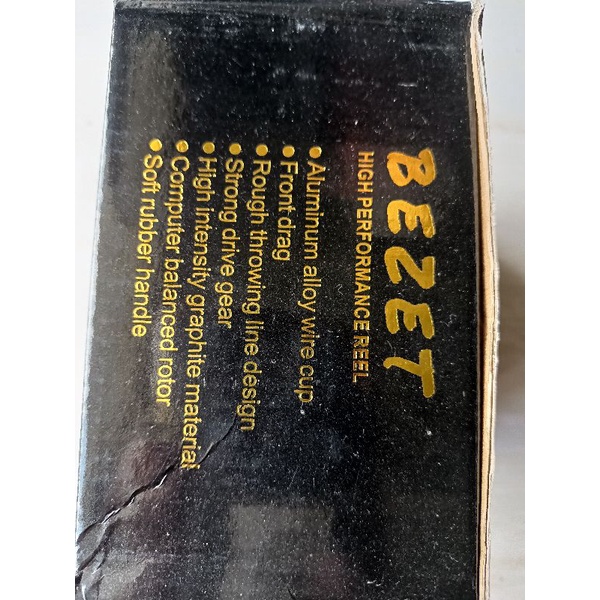 BEZET
HIGH PERFORMANCE REEL
• Aluminum alloy wire cup
• Front drag
• Rough throwing line design
• Strong drive gear
• High intensity graphite material
• Computer balanced rotor
• Soft rubber handle